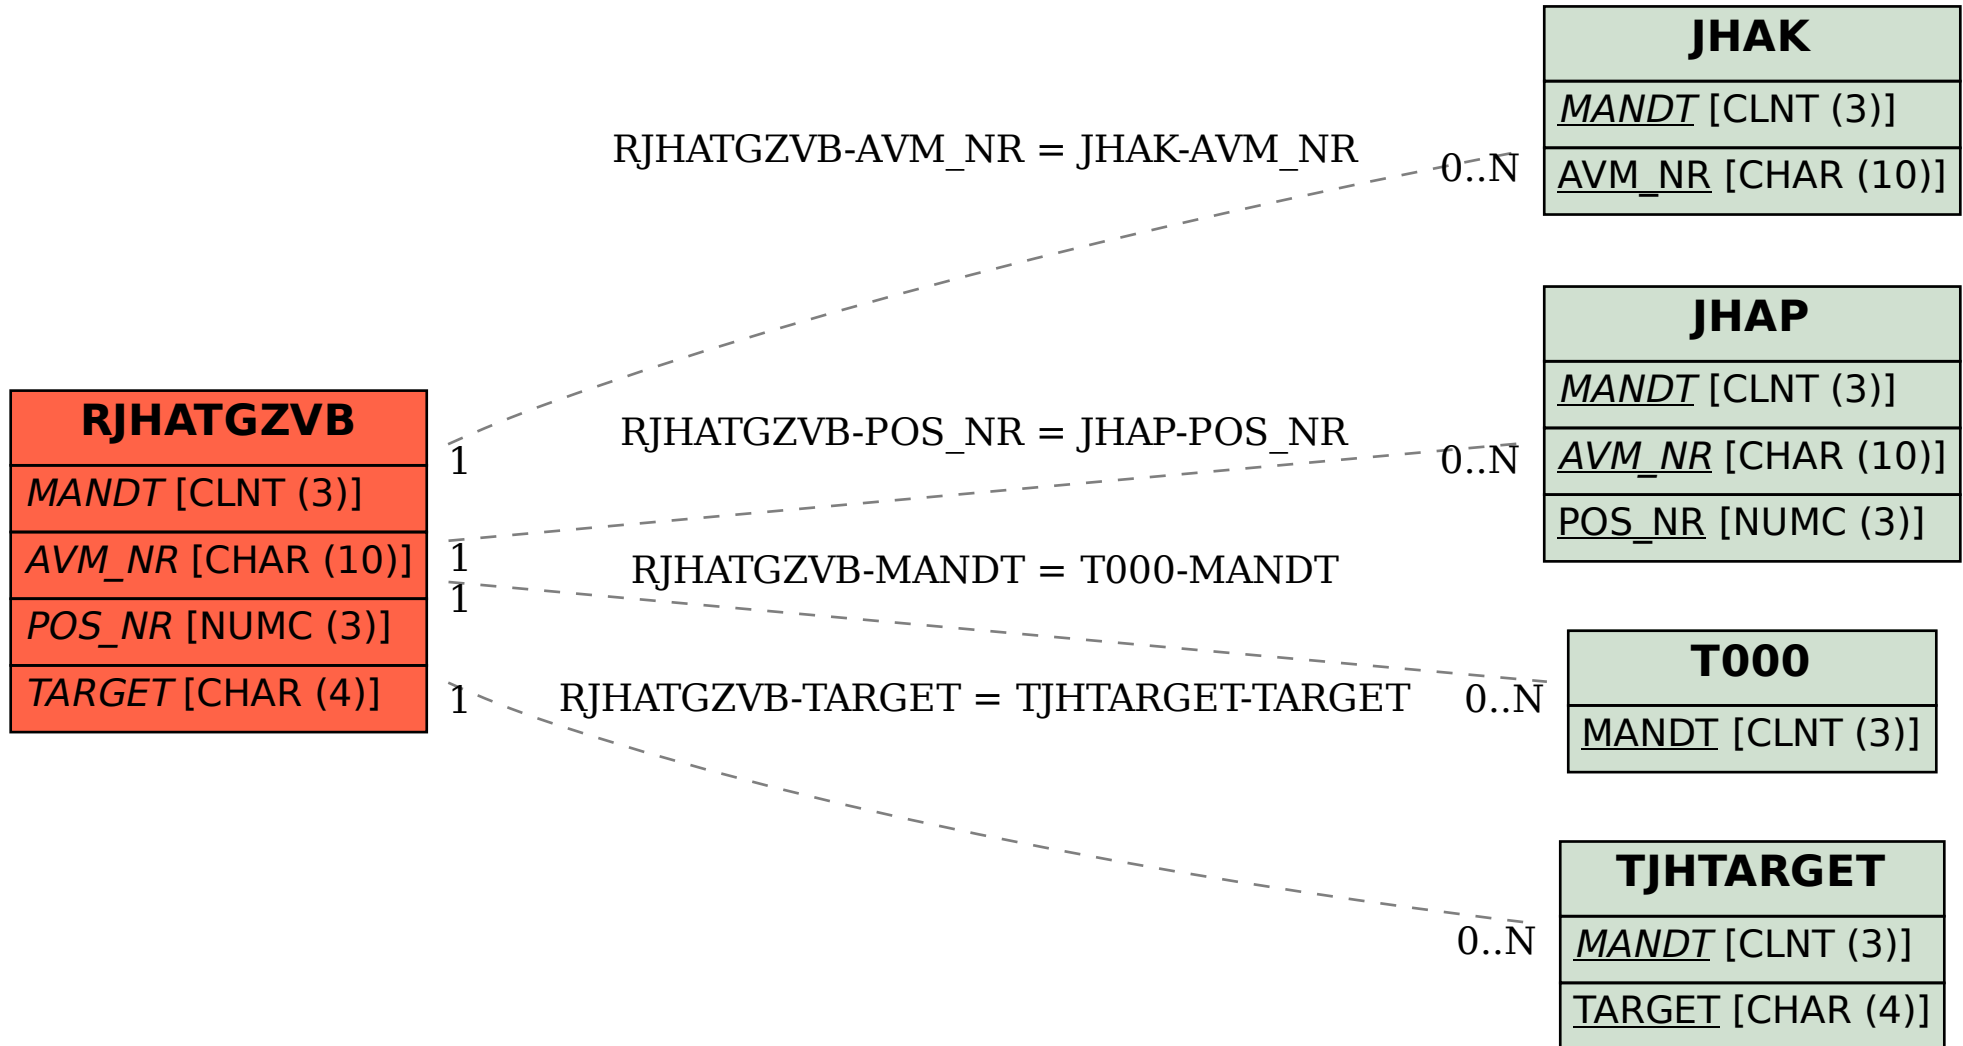 RJHATGZVB
MANDT [CLNT (3)]
AVM_NR [CHAR (10)]
POS_NR [NUMC (3)]
TARGET [CHAR (4)]
RJHATGZVB-AVM_NR = JHAK-AVM_NR
1
0..N
RJHATGZVB-POS_NR = JHAP-POS_NR
1
0..N
RJHATGZVB-MANDT = T000-MANDT
1
0..N
RJHATGZVB-TARGET = TJHTARGET-TARGET
1
0..N
JHAK
MANDT [CLNT (3)]
AVM_NR [CHAR (10)]
JHAP
MANDT [CLNT (3)]
AVM_NR [CHAR (10)]
POS_NR [NUMC (3)]
T000
MANDT [CLNT (3)]
TJHTARGET
MANDT [CLNT (3)]
TARGET [CHAR (4)]